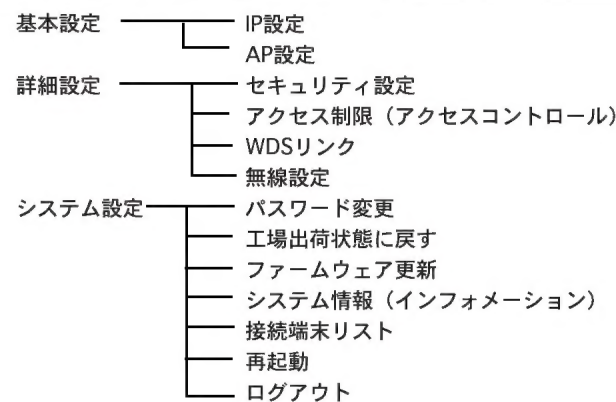 基本設定 IP設定
AP設定
詳細設定 セキュリティ設定
アクセス制限（アクセスコントロール）
WDSリンク
無線設定
システム設定 パスワード変更
工場出荷状態に戻す
ファームウェア更新
システム情報（インフォメーション）
接続端末リスト
再起動
ログアウト